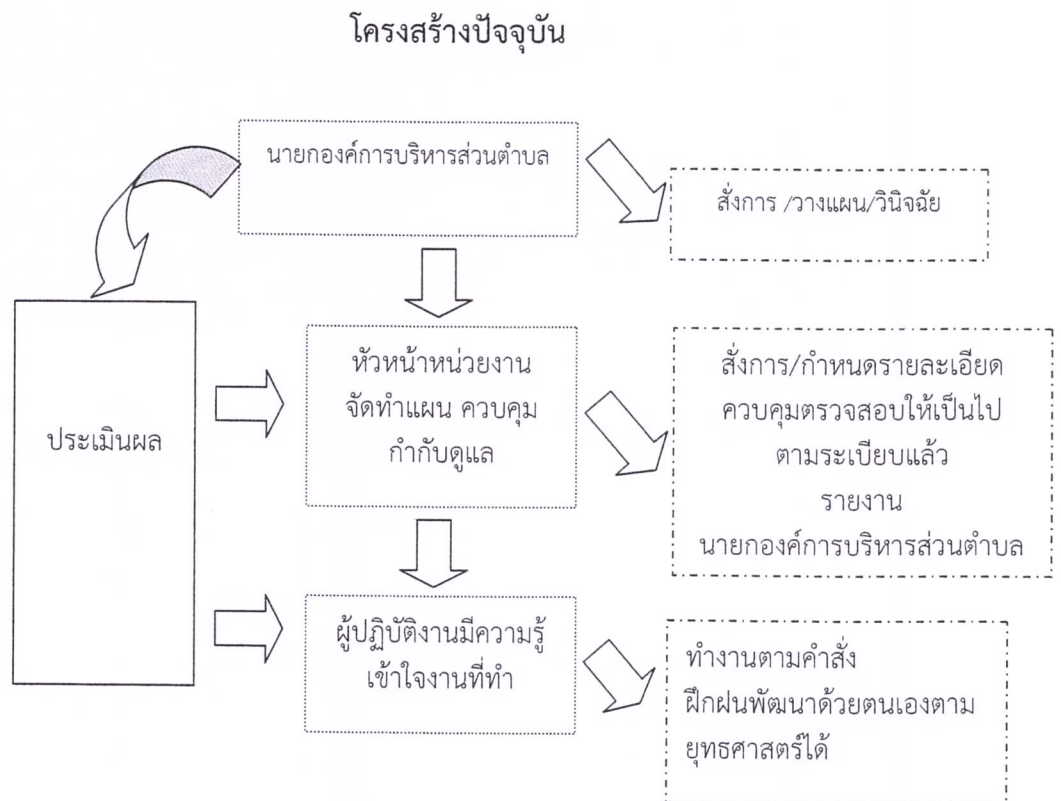 โครงสร้างปัจจุบัน
นายกองค์การบริหารส่วนตำบล
สั่งการ /วางแผน/วินิจฉัย
ประเมินผล
หัวหน้าหน่วยงาน
จัดทำแผน ควบคุม
กำกับดูแล
สั่งการ/กำหนดรายละเอียด
ควบคุมตรวจสอบให้เป็นไป
ตามระเบียบแล้ว
รายงาน
นายกองค์การบริหารส่วนตำบล
ผู้ปฏิบัติงานมีความรู้
เข้าใจงานที่ทำ
ทำงานตามคำสั่ง
ฝึกฝนพัฒนาด้วยตนเองตาม
ยุทธศาสตร์ได้